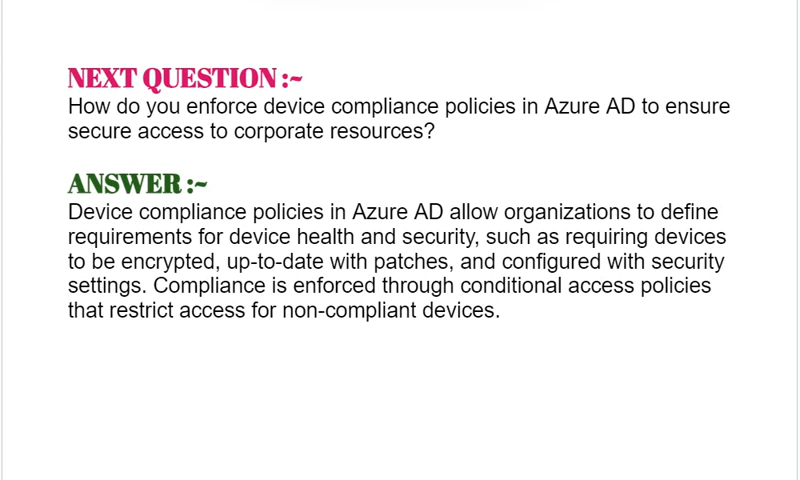 NEXT QUESTION :~
How do you enforce device compliance policies in Azure AD to ensure
secure access to corporate resources?
ANSWER :~
Device compliance policies in Azure AD allow organizations to define
requirements for device health and security, such as requiring devices
to be encrypted, up-to-date with patches, and configured with security
settings. Compliance is enforced through conditional access policies
that restrict access for non-compliant devices.